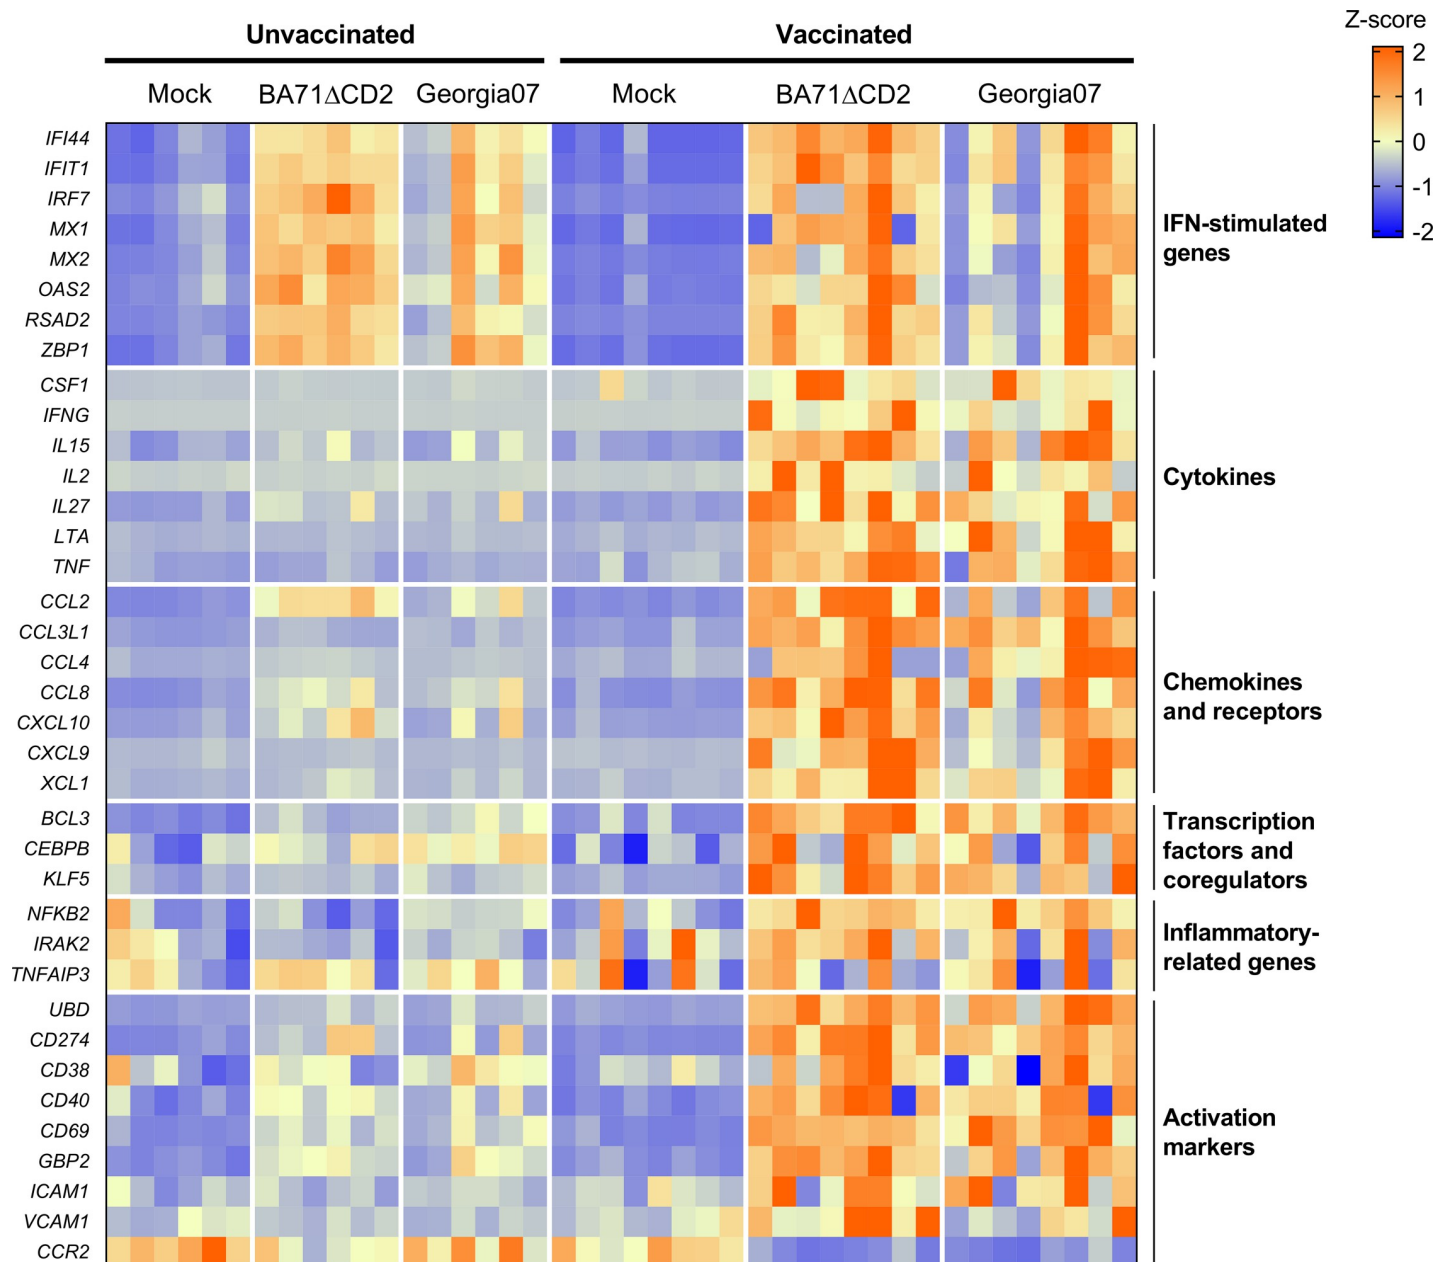 Z-score
Unvaccinated Vaccinated
Mock BA71ΔCD2 Georgia07 Mock BA71ΔCD2 Georgia07
2
1
0
-1
-2
IFI44
IFIT1
IRF7
MX1
MX2
OAS2
RSAD2
ZBP1
IFN-stimulated
genes
CSF1
IFNG
IL15
IL2
IL27
LTA
TNF
Cytokines
CCL2
CCL3L1
CCL4
CCL8
CXCL10
CXCL9
XCL1
Chemokines
and receptors
BCL3
CEBPB
KLF5
Transcription
factors and
coregulators
NFKB2
IRAK2
TNFAIP3
Inflammatory-
related genes
UBD
CD274
CD38
CD40
CD69
GBP2
ICAM1
VCAM1
CCR2
Activation
markers